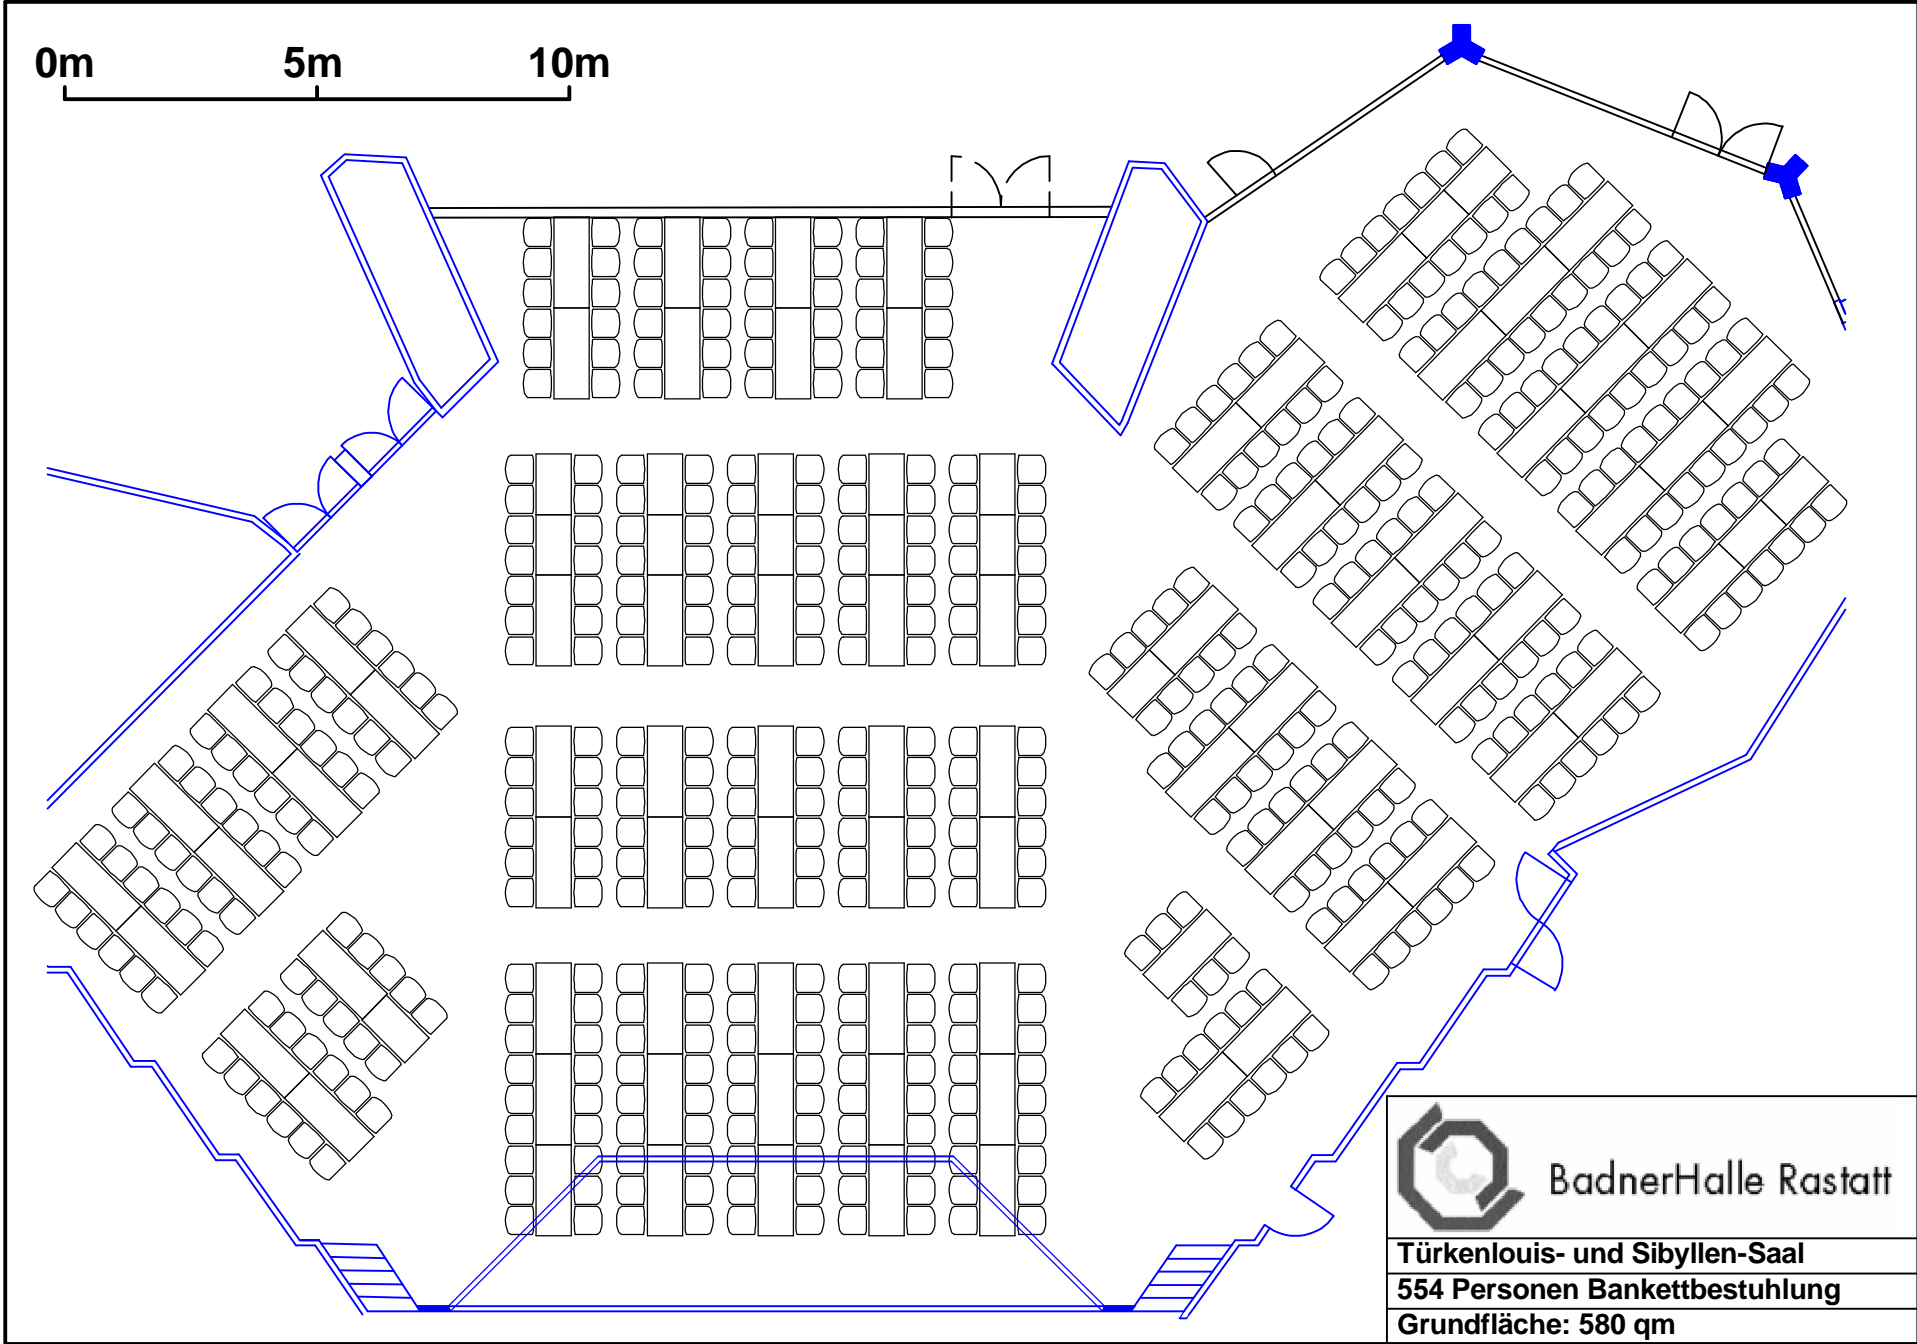 0m 5m 10m
BadnerHalle Rastatt
Türkenlouis- und Sibyllen-Saal
554 Personen Bankettbestuhlung
Grundfläche: 580 qm